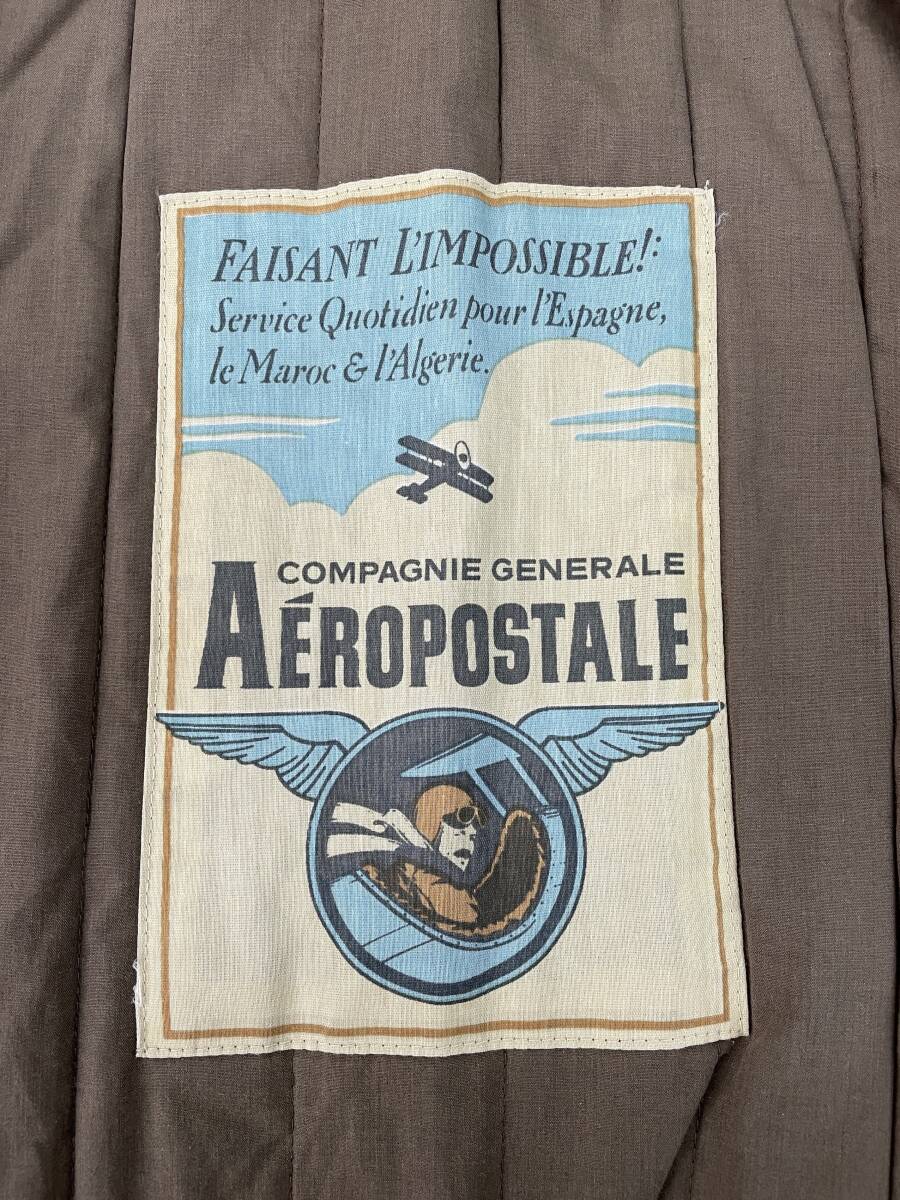 FAISANT L'IMPOSSIBLE!:
Service Quotidien pour l'Espagne,
le Maroc & l'Algerie.
COMPAGNIE GENERALE
AÉROPOSTALE